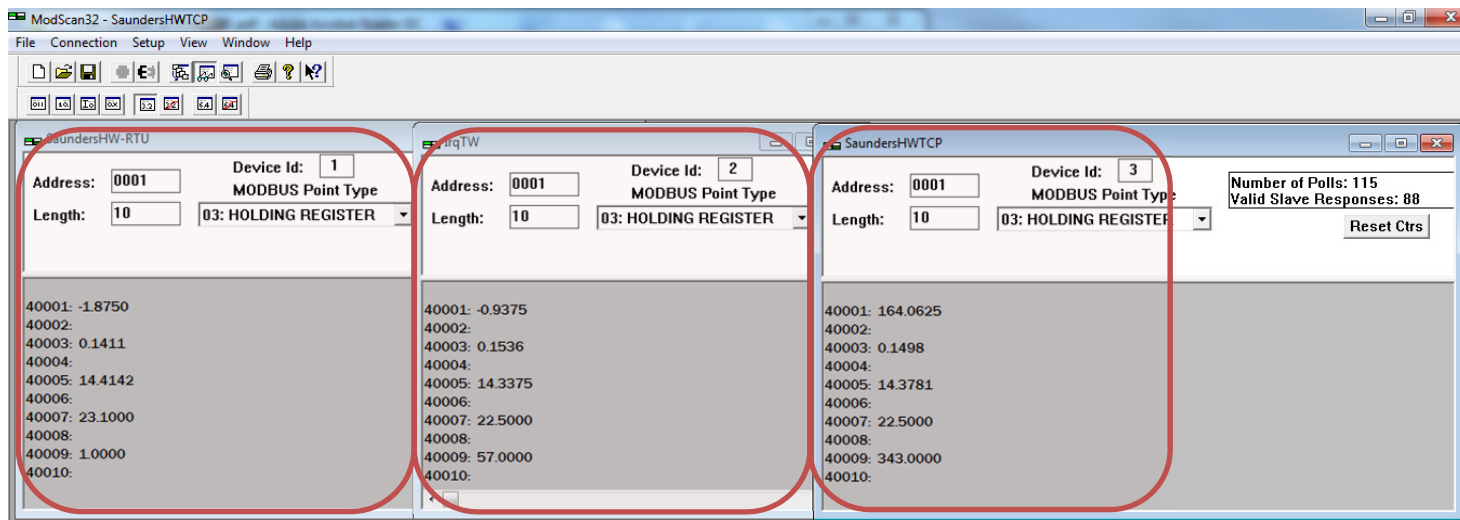 ModScan32 - SaundersHWTCP
File Connection Setup View Window Help
SaundersHW-RTU
Device Id: 1
Address: 0001
MODBUS Point Type
Length: 10
03: HOLDING REGISTER
40001: -1.8750
40002:
40003: 0.1411
40004:
40005: 14.4142
40006:
40007: 23.1000
40008:
40009: 1.0000
40010:
IrqTW
Device Id: 2
Address: 0001
MODBUS Point Type
Length: 10
03: HOLDING REGISTER
40001: -0.9375
40002:
40003: 0.1536
40004:
40005: 14.3375
40006:
40007: 22.5000
40008:
40009: 57.0000
40010:
SaundersHWTCP
Device Id: 3
Address: 0001
MODBUS Point Type
Length: 10
03: HOLDING REGISTER
Number of Polls: 115
Valid Slave Responses: 88
Reset Ctrs
40001: 164.0625
40002:
40003: 0.1498
40004:
40005: 14.3781
40006:
40007: 22.5000
40008:
40009: 343.0000
40010: